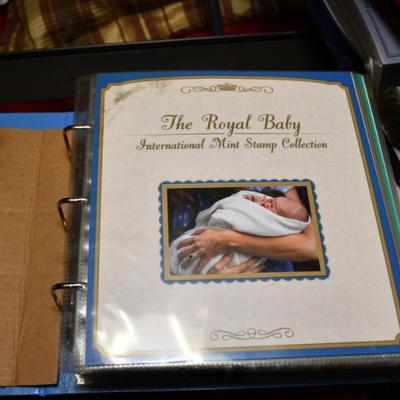 The Royal Baby
International Mint Stamp Collection